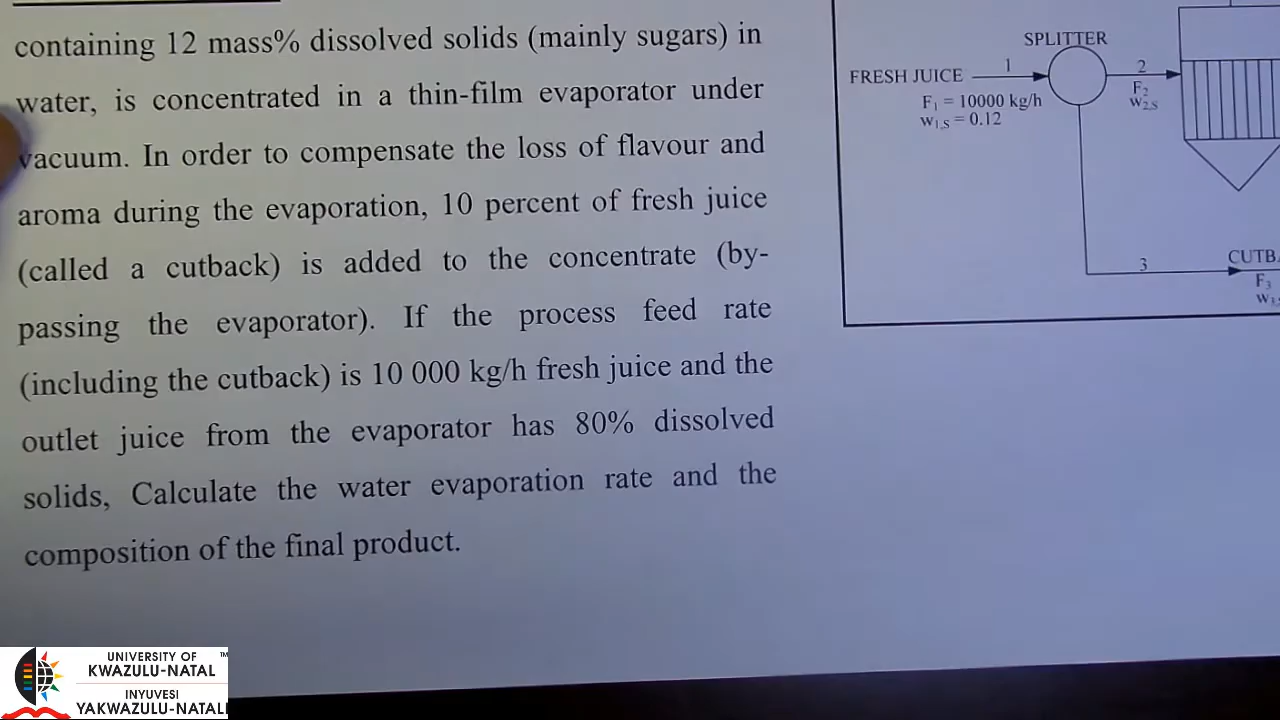 containing 12 mass% dissolved solids (mainly sugars) in
water, is concentrated in a thin-film evaporator under
vacuum. In order to compensate the loss of flavour and
aroma during the evaporation, 10 percent of fresh juice
(called a cutback) is added to the concentrate (by-
passing the evaporator). If the process feed rate
(including the cutback) is 10 000 kg/h fresh juice and the
outlet juice from the evaporator has 80% dissolved
solids, Calculate the water evaporation rate and the
composition of the final product.
SPLITTER
FRESH JUICE
1
2
F₁ = 10000 kg/h
w₁,S = 0.12
F₂
w₂,S
3
CUTB
F₃
UNIVERSITY OF ™
KWAZULU-NATAL
INYUVESI
YAKWAZULU-NATALI